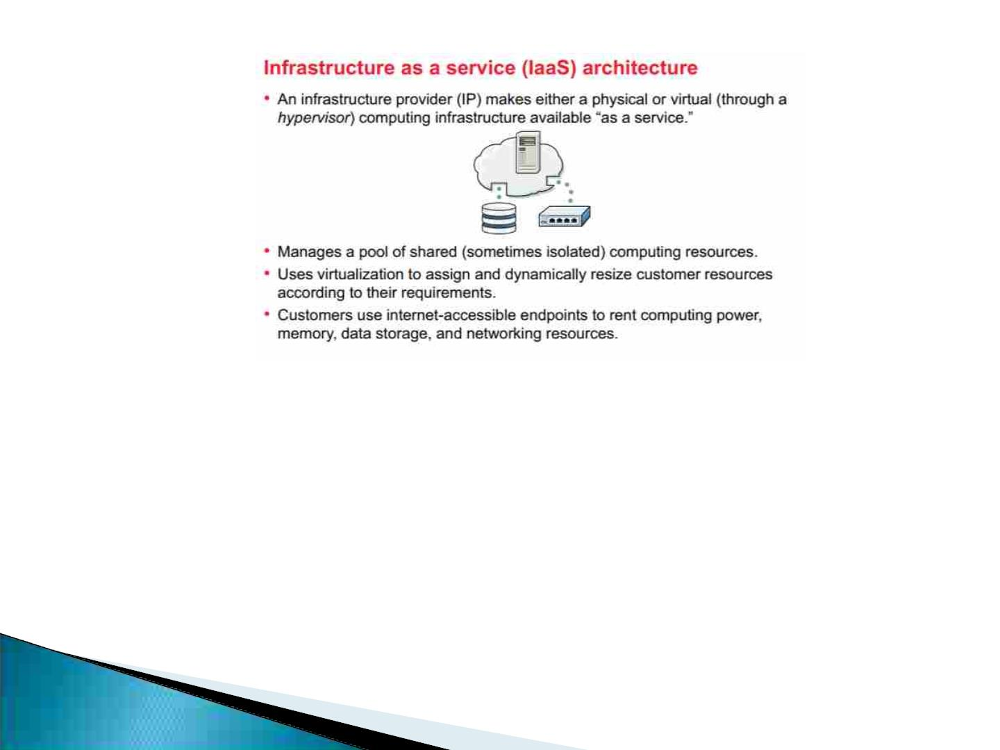 Infrastructure as a service (IaaS) architecture
• An infrastructure provider (IP) makes either a physical or virtual (through a
hypervisor) computing infrastructure available “as a service.”
• Manages a pool of shared (sometimes isolated) computing resources.
• Uses virtualization to assign and dynamically resize customer resources
according to their requirements.
• Customers use internet-accessible endpoints to rent computing power,
memory, data storage, and networking resources.